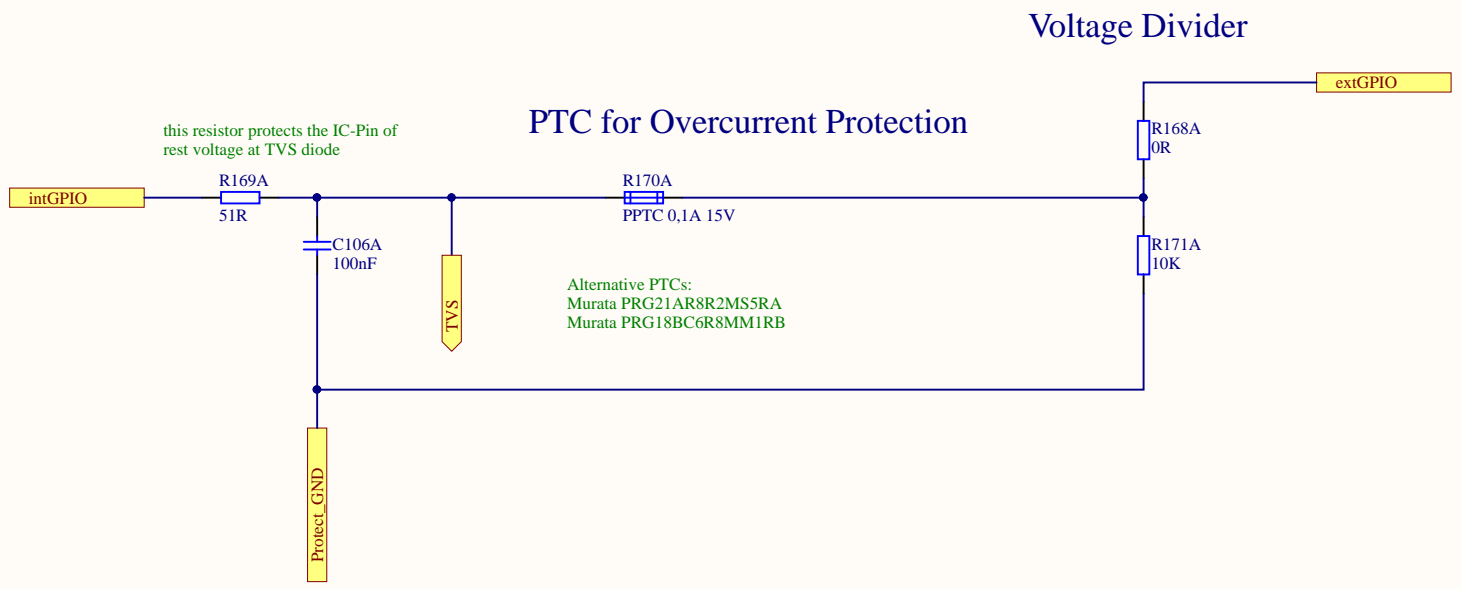 Voltage Divider
extGPIO
PTC for Overcurrent Protection
this resistor protects the IC-Pin of
rest voltage at TVS diode
R168A
0R
intGPIO
R169A
51R
R170A
PPTC 0,1A 15V
C106A
100nF
R171A
10K
TVS
Alternative PTCs:
Murata PRG21AR8R2MS5RA
Murata PRG18BC6R8MM1RB
Protect_GND